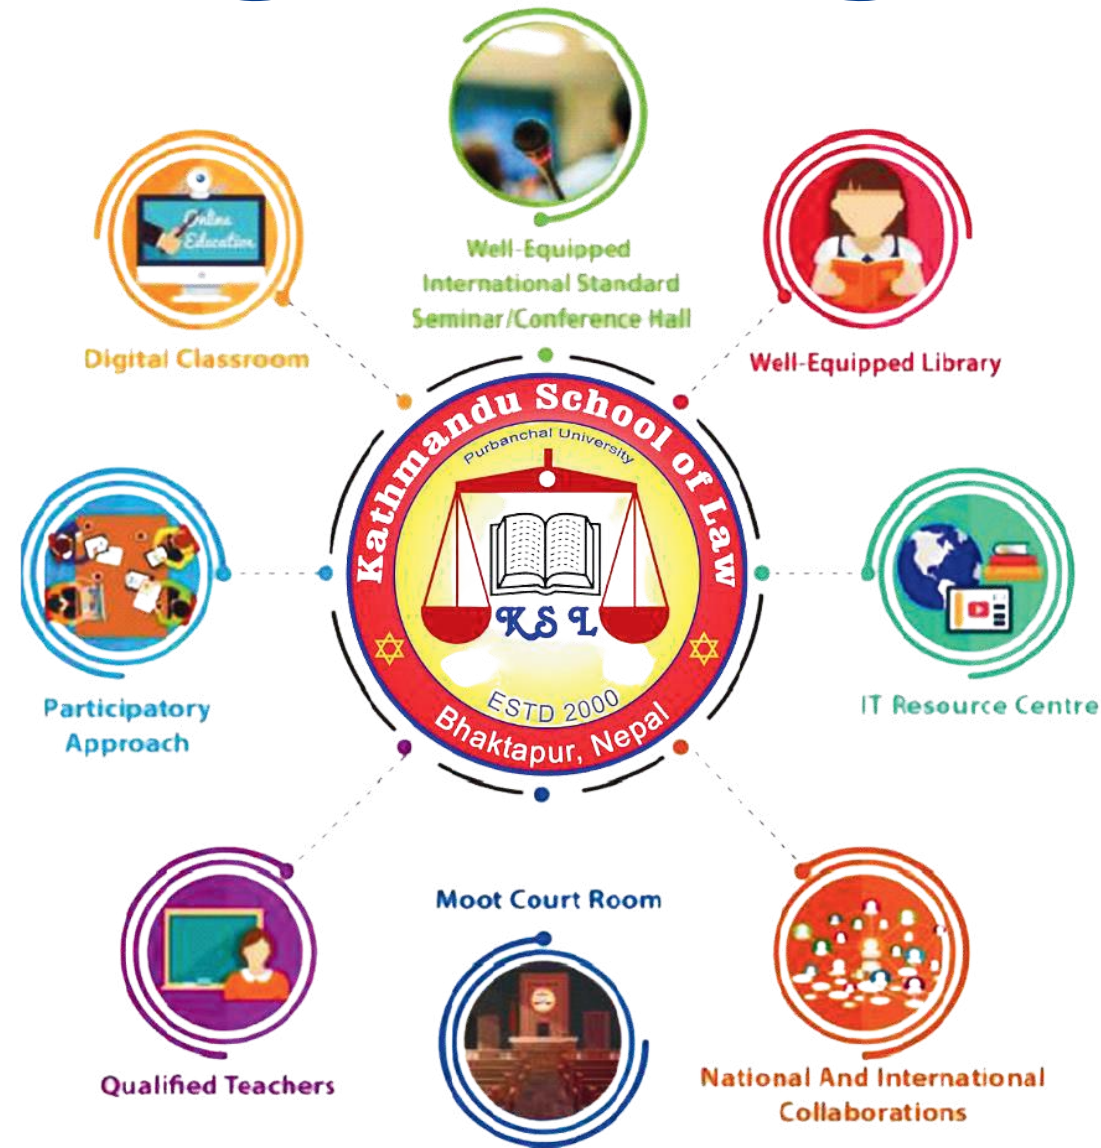 Well-Equipped
International Standard
Seminar/Conference Hall
Online
Education
Digital Classroom
Well-Equipped Library
Kathmandu School of Law
Purbanchal University
KSL
ESTD 2000
Bhaktapur, Nepal
Participatory
Approach
IT Resource Centre
Qualified Teachers
Moot Court Room
National And International
Collaborations